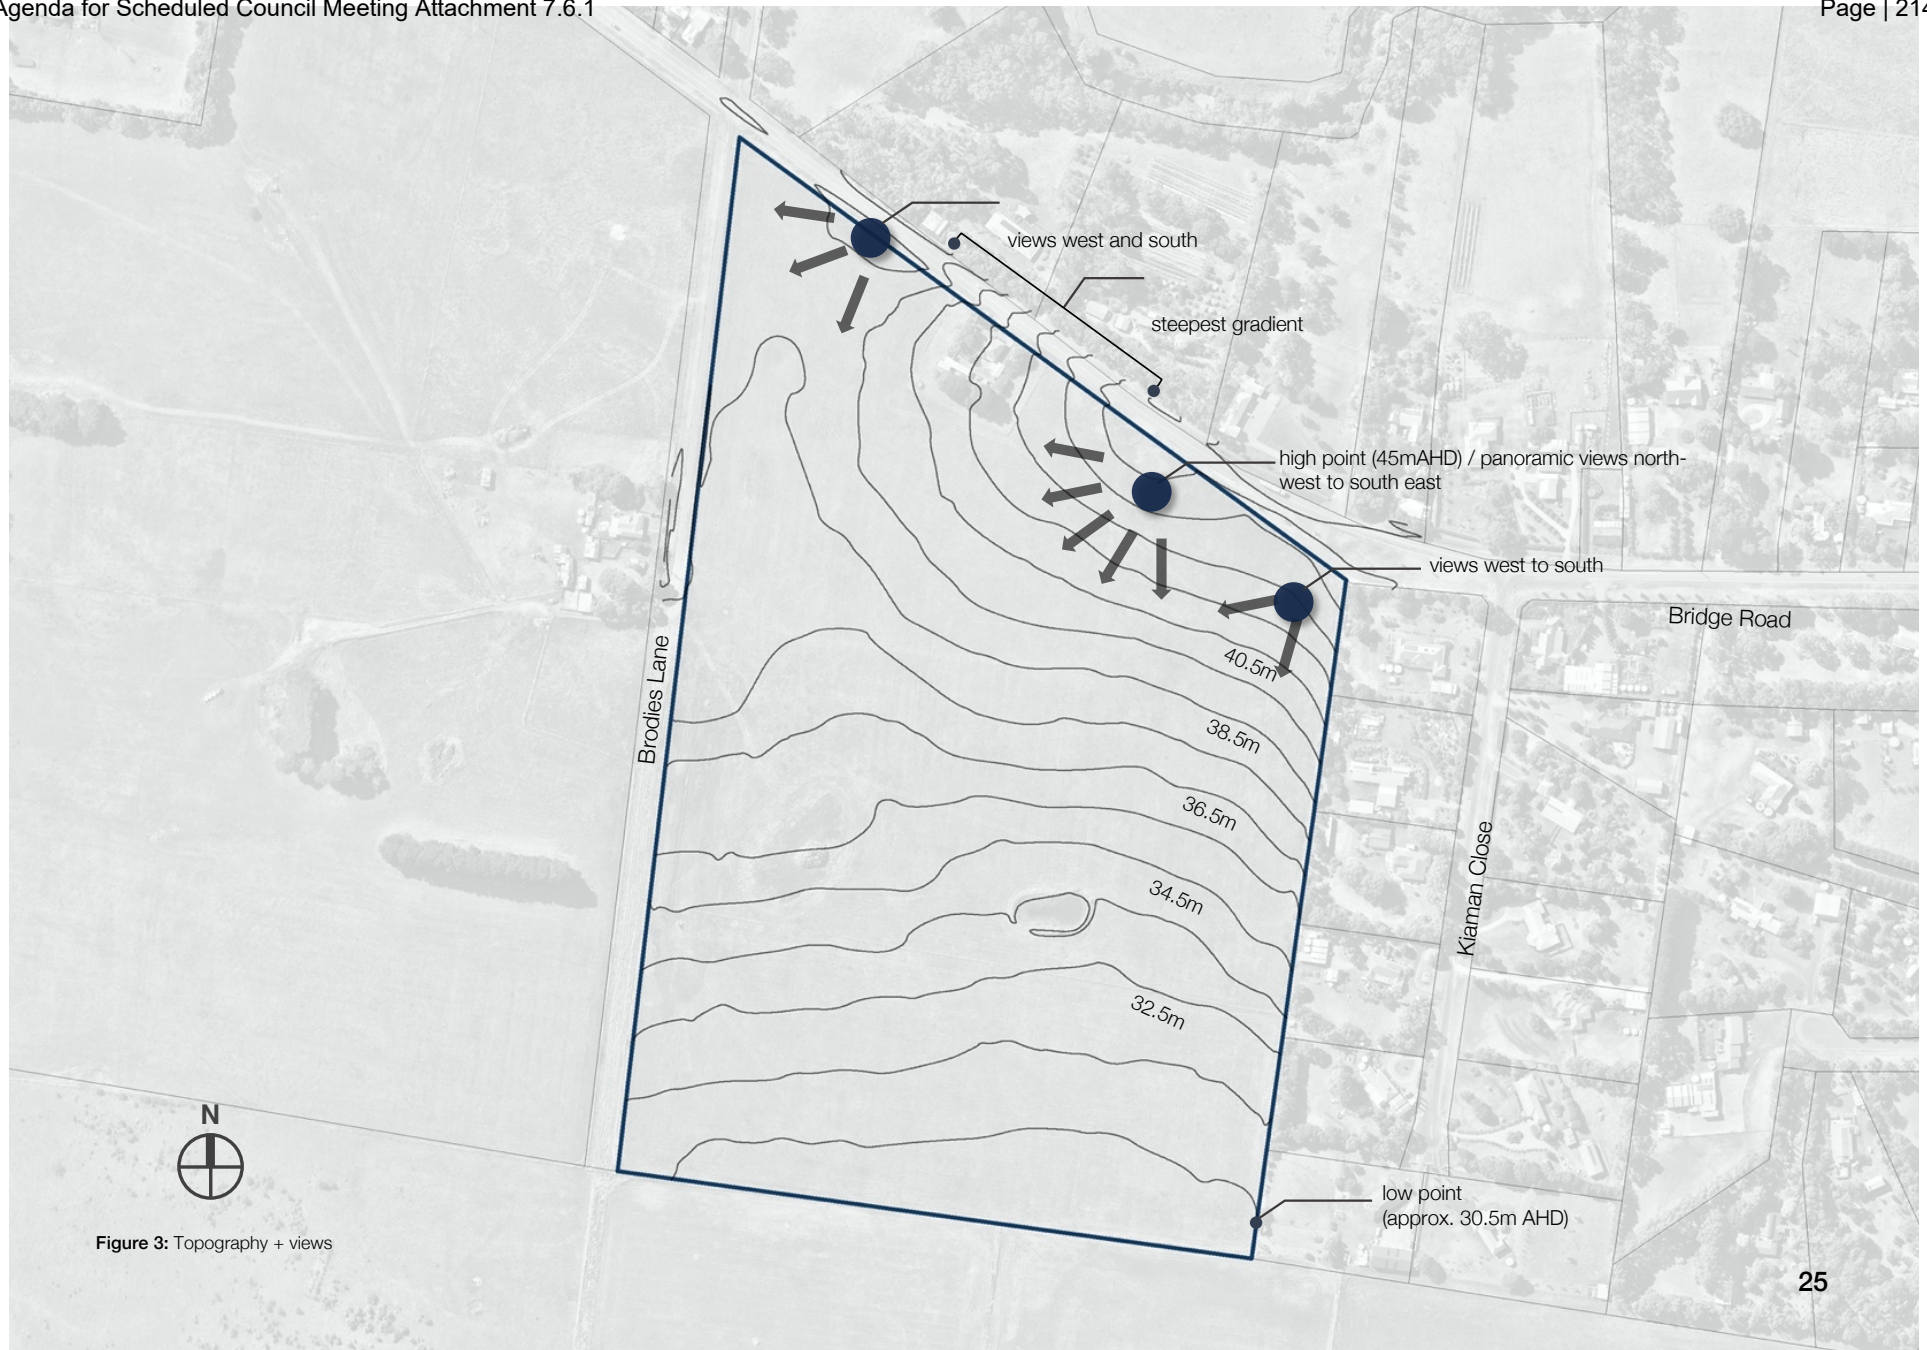 Agenda for Scheduled Council Meeting Attachment 7.6.1
Page | 214
views west and south
steepest gradient
high point (45mAHD) / panoramic views north-
west to south east
views west to south
Bridge Road
40.5m
Brodies Lane
38.5m
36.5m
Kiaman Close
34.5m
32.5m
N
low point
(approx. 30.5m AHD)
Figure 3: Topography + views
25